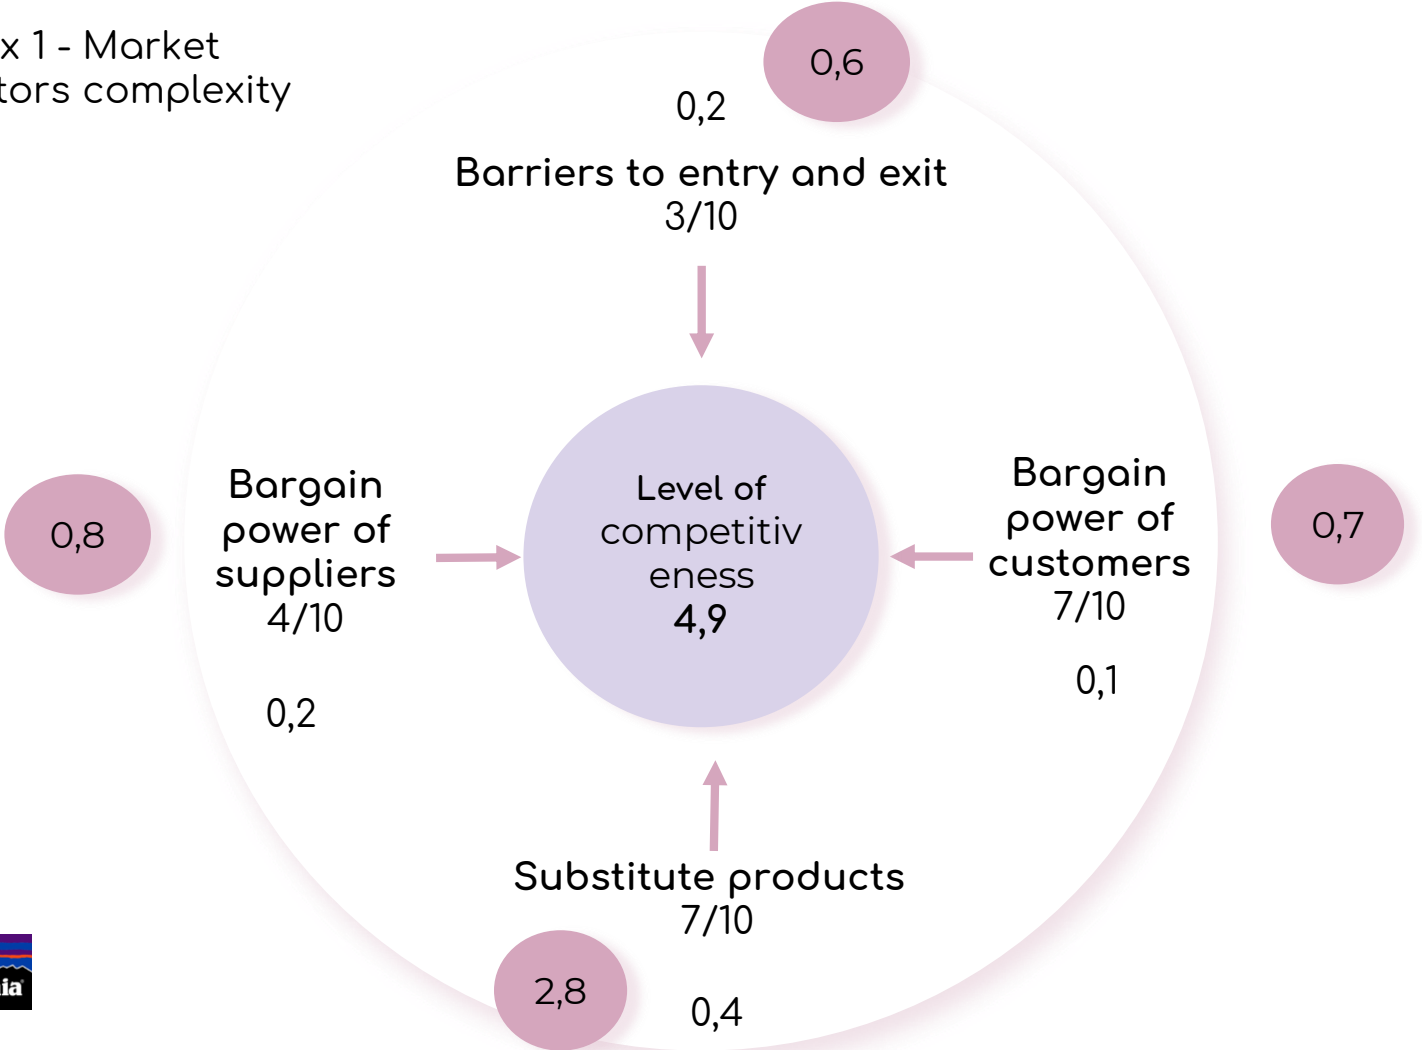 x 1 - Market
tors complexity
0,6
0,2
Barriers to entry and exit
3/10
Bargain
power of
suppliers
4/10
0,2
0,8
Level of
competitiv
eness
4,9
Bargain
power of
customers
7/10
0,1
0,7
Substitute products
7/10
2,8
0,4
ia